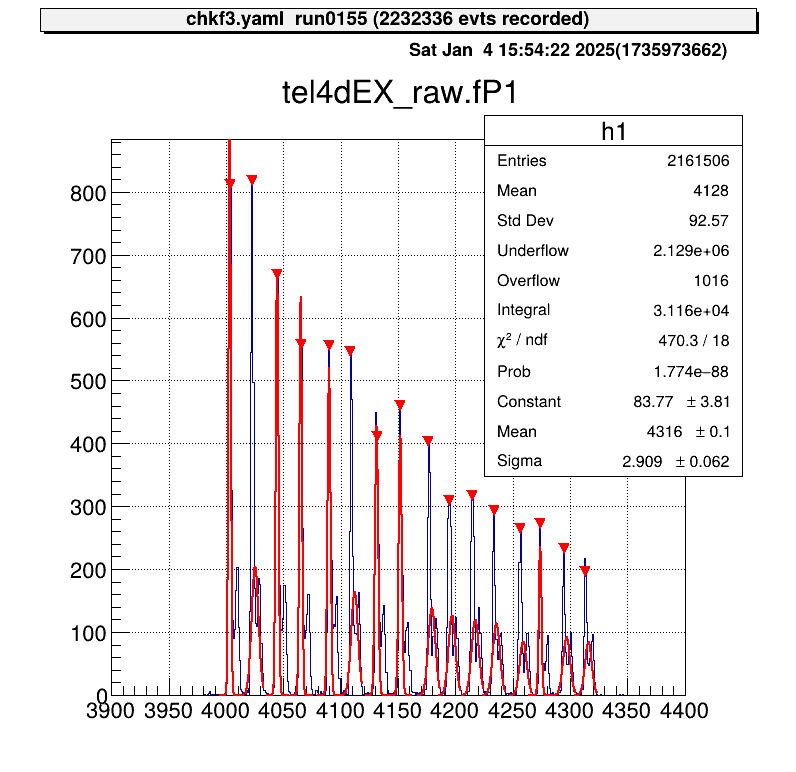 chkf3.yaml  run0155 (2232336 evts recorded)
Sat Jan  4 15:54:22 2025(1735973662)
tel4dEX_raw.fP1
h1
Entries 2161506
Mean 4128
Std Dev 92.57
Underflow 2.129e+06
Overflow 1016
Integral 3.116e+04
χ² / ndf 470.3 / 18
Prob 1.774e−88
Constant 83.77 ± 3.81
Mean 4316 ± 0.1
Sigma 2.909 ± 0.062
800
700
600
500
400
300
200
100
0
3900 3950 4000 4050 4100 4150 4200 4250 4300 4350 4400